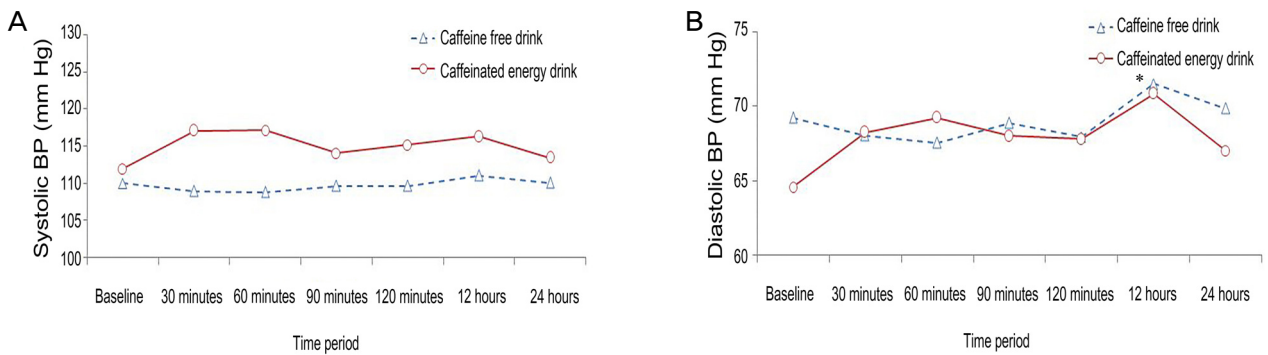 A
Systolic BP (mm Hg)
130
125
120
115
110
105
100
Caffeine free drink
Caffeinated energy drink
Baseline 30 minutes 60 minutes 90 minutes 120 minutes 12 hours 24 hours
Time period
B
Diastolic BP (mm Hg)
75
70
65
60
Caffeine free drink
Caffeinated energy drink
*
Baseline 30 minutes 60 minutes 90 minutes 120 minutes 12 hours 24 hours
Time period